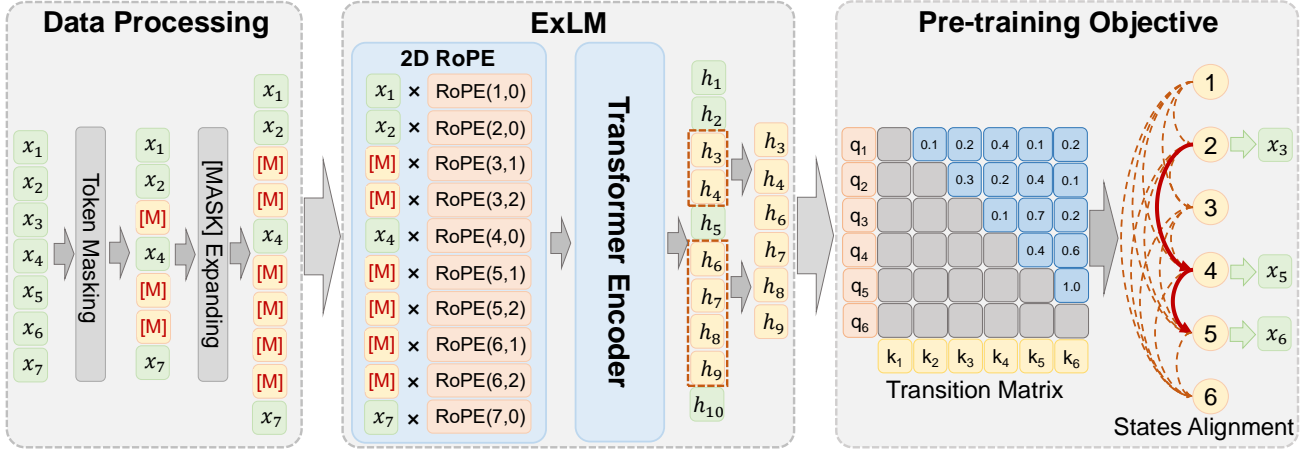 Data Processing
x1
x2
x3
x4
x5
x6
x7
Token Masking
x1
x2
[M]
x4
[M]
[M]
x7
[MASK] Expanding
x1
x2
[M]
[M]
x4
[M]
[M]
[M]
[M]
x7
ExLM
2D RoPE
x1 × RoPE(1,0)
x2 × RoPE(2,0)
[M] × RoPE(3,1)
[M] × RoPE(3,2)
x4 × RoPE(4,0)
[M] × RoPE(5,1)
[M] × RoPE(5,2)
[M] × RoPE(6,1)
[M] × RoPE(6,2)
x7 × RoPE(7,0)
Transformer Encoder
h1
h2
h3
h4
h5
h6
h7
h8
h9
h10
h3
h4
h6
h7
h8
h9
Pre-training Objective
q1 0.1 0.2 0.4 0.1 0.2
q2 0.3 0.2 0.4 0.1
q3 0.1 0.7 0.2
q4 0.4 0.6
q5 1.0
q6
k1 k2 k3 k4 k5 k6
Transition Matrix
1
2 x3
3
4 x5
5 x6
6
States Alignment